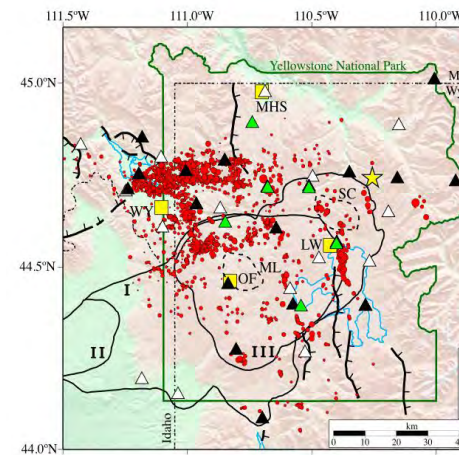 111.5°W 111.0°W 110.5°W 110.0°W
Yellowstone National Park
45.0°N
M
W
MHS
SC
WY
LW
44.5°N
ML
OF
I
II
III
Idaho
km
44.0°N
0 10 20 30 40